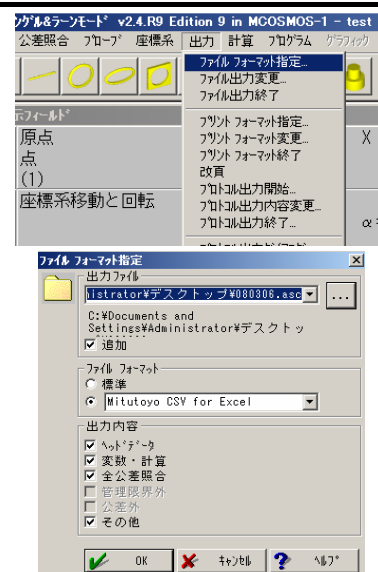 ﾝｸﾞﾙ&ﾗｰﾝﾓｰﾄﾞ v2.4.R9 Edition 9 in MCOSMOS-1 - test
公差照合 ﾌﾟﾛｰﾌﾞ 座標系 出力 計算 ﾌﾟﾛｸﾞﾗﾑ ｸﾞﾗﾌｨｯｸ
ﾌｧｲﾙ ﾌｫｰﾏｯﾄ指定...
ﾌｧｲﾙ出力変更...
ﾌｧｲﾙ出力終了
示ﾌｨｰﾙﾄﾞ
ﾌﾟﾘﾝﾄ ﾌｫｰﾏｯﾄ指定...
原点
ﾌﾟﾘﾝﾄ ﾌｫｰﾏｯﾄ変更...
X
点
ﾌﾟﾘﾝﾄ ﾌｫｰﾏｯﾄ終了
(1)
改頁
座標系移動と回転
ﾌﾟﾛﾄｺﾙ出力開始...
ﾌﾟﾛﾄｺﾙ出力内容変更...
ﾌﾟﾛﾄｺﾙ出力終了...
α
ﾌｧｲﾙ ﾌｫｰﾏｯﾄ指定
出力ﾌｧｲﾙ
istrator¥デスクトップ¥080306.asc
...
C:¥Documents and
Settings¥Administrator¥デスクトッ
追加
ﾌｧｲﾙ ﾌｫｰﾏｯﾄ
標準
Mitutoyo CSV for Excel
出力内容
ﾍｯﾄﾞﾃﾞｰﾀ
変数・計算
全公差照合
管理限界外
公差外
その他
OK ｷｬﾝｾﾙ ﾍﾙﾌﾟ